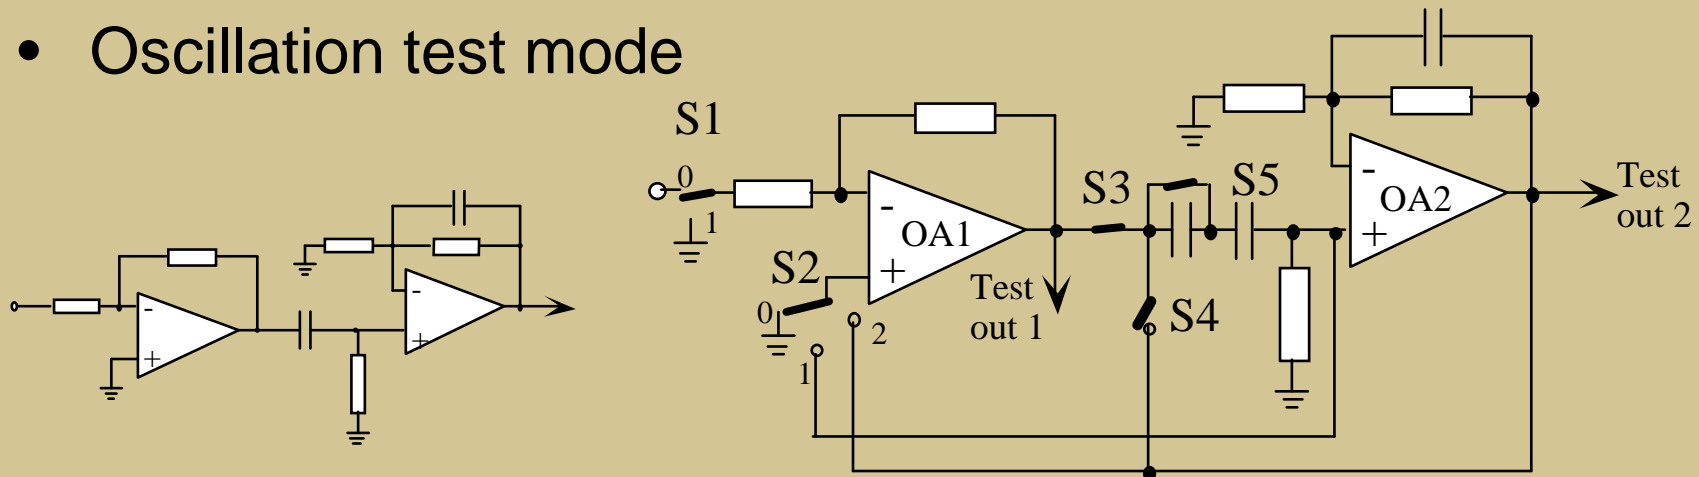 • Oscillation test mode
-
+
-
+
S1
0
1
S2
0
1
2
-
OA1
+
Test
out 1
S3
S4
S5
-
OA2
+
Test
out 2